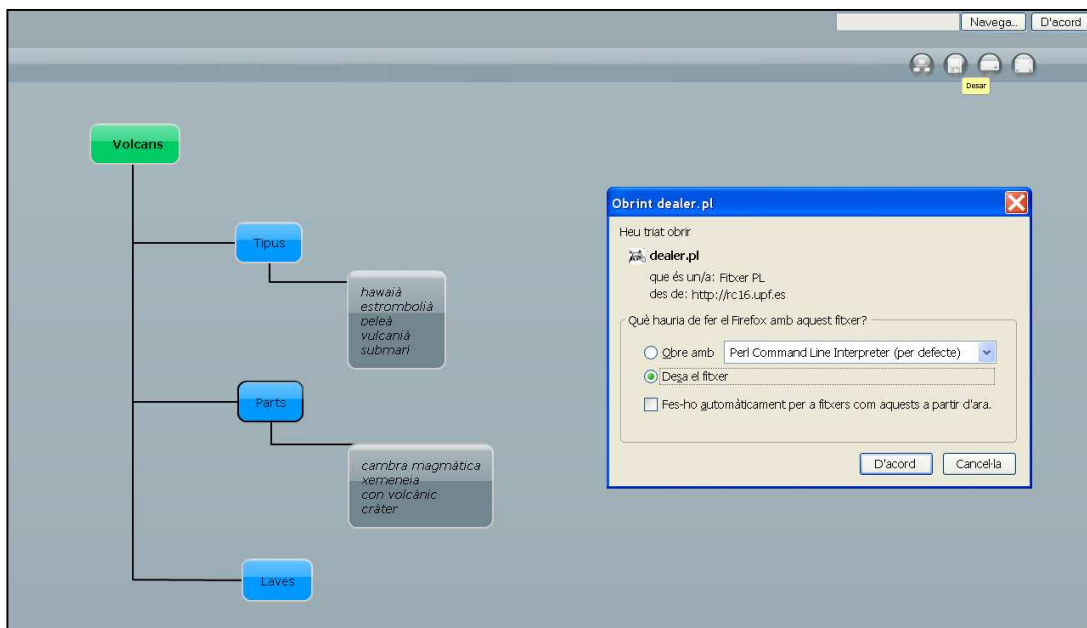 Navega...
D'acord
Desar
Volcans
Tipus
hawaià
estrombolià
peleà
vulcanià
submarí
Parts
cambra magmàtica
xemeneia
con volcànic
cràter
Laves
Obrint dealer.pl
Heu triat obrir
dealer.pl
que és un/a: Fitxer PL
des de: http://rc16.upf.es
Què hauria de fer el Firefox amb aquest fitxer?
Obre amb
Perl Command Line Interpreter (per defecte)
Desa el fitxer
Fes-ho automàticament per a fitxers com aquests a partir d'ara.
D'acord
Cancel·la